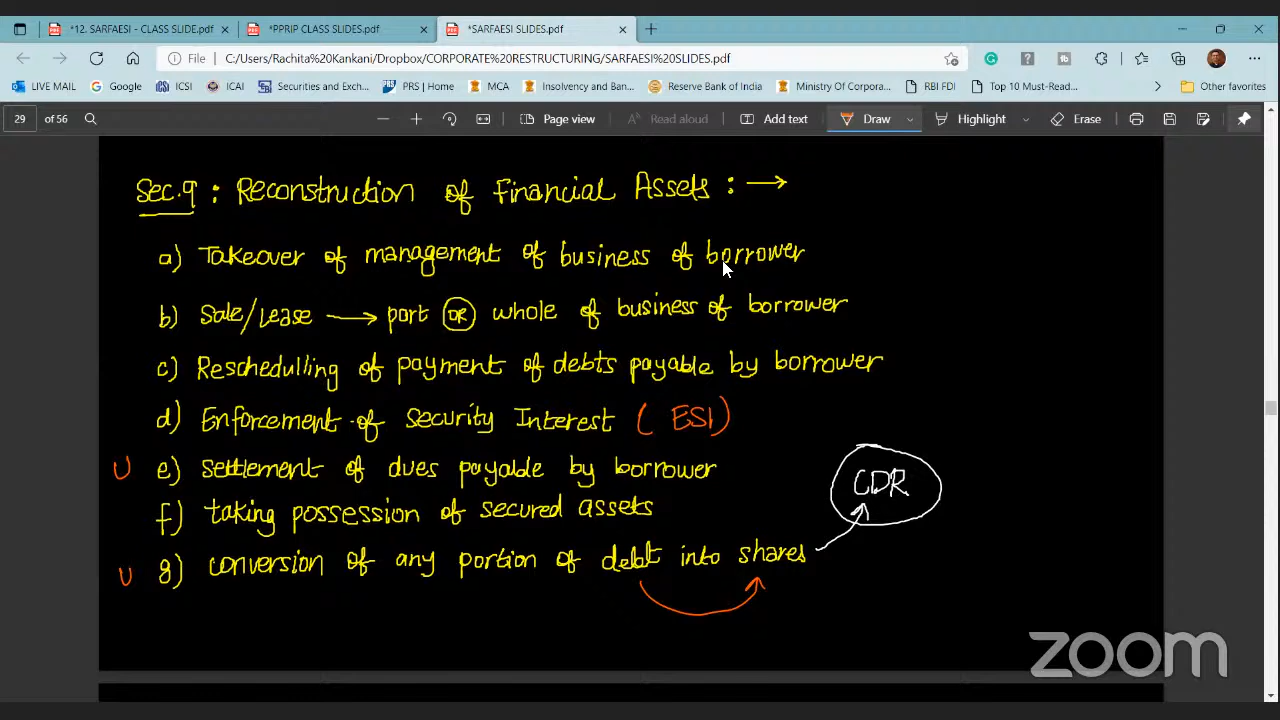 *12. SARFAESI - CLASS SLIDE.pdf
*PPRIP CLASS SLIDES.pdf
*SARFAESI SLIDES.pdf
File
C:/Users/Rachita%20Kankani/Dropbox/CORPORATE%20RESTRUCTURING/SARFAESI%20SLIDES.pdf
LIVE MAIL Google ICSI ICAI Securities and Exch... PRS | Home MCA Insolvency and Ban... Reserve Bank of India Ministry Of Corpora... RBI FDI Top 10 Must-Read... Other favorites
29 of 56 Page view Read aloud Add text Draw Highlight Erase
Sec.9 : Reconstruction of Financial Assets : →
a) Takeover of management of business of borrower
b) Sale/Lease → part OR whole of business of borrower
c) Reschedulling of payment of debts payable by borrower
d) Enforcement of Security Interest ( ESI )
U e) settlement of dues payable by borrower
CDR
f) taking possession of secured assets
U g) conversion of any portion of debt into shares
zoom